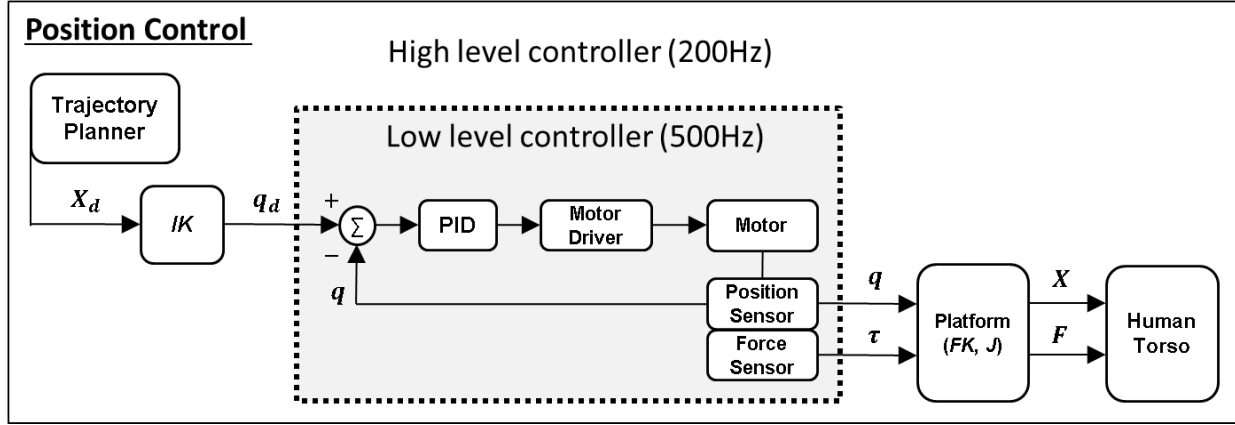 Position Control
High level controller (200Hz)
Trajectory
Planner
Low level controller (500Hz)
X_d
IK
q_d
+
Σ
−
q
PID
Motor
Driver
Motor
Position
Sensor
Force
Sensor
q
τ
Platform
(FK, J)
X
F
Human
Torso